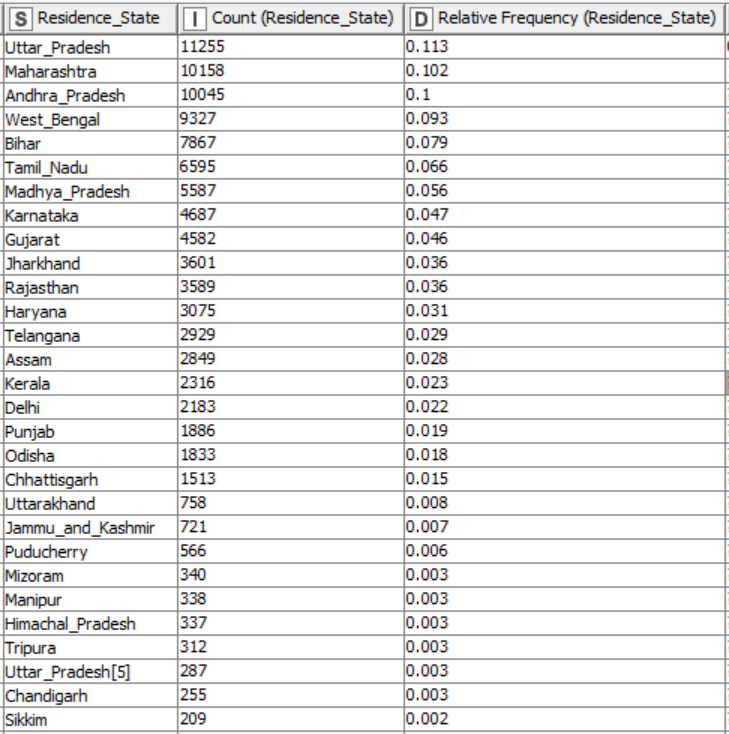 S Residence_State I Count (Residence_State) D Relative Frequency (Residence_State)
Uttar_Pradesh 11255 0.113
Maharashtra 10158 0.102
Andhra_Pradesh 10045 0.1
West_Bengal 9327 0.093
Bihar 7867 0.079
Tamil_Nadu 6595 0.066
Madhya_Pradesh 5587 0.056
Karnataka 4687 0.047
Gujarat 4582 0.046
Jharkhand 3601 0.036
Rajasthan 3589 0.036
Haryana 3075 0.031
Telangana 2929 0.029
Assam 2849 0.028
Kerala 2316 0.023
Delhi 2183 0.022
Punjab 1886 0.019
Odisha 1833 0.018
Chhattisgarh 1513 0.015
Uttarakhand 758 0.008
Jammu_and_Kashmir 721 0.007
Puducherry 566 0.006
Mizoram 340 0.003
Manipur 338 0.003
Himachal_Pradesh 337 0.003
Tripura 312 0.003
Uttar_Pradesh[5] 287 0.003
Chandigarh 255 0.003
Sikkim 209 0.002